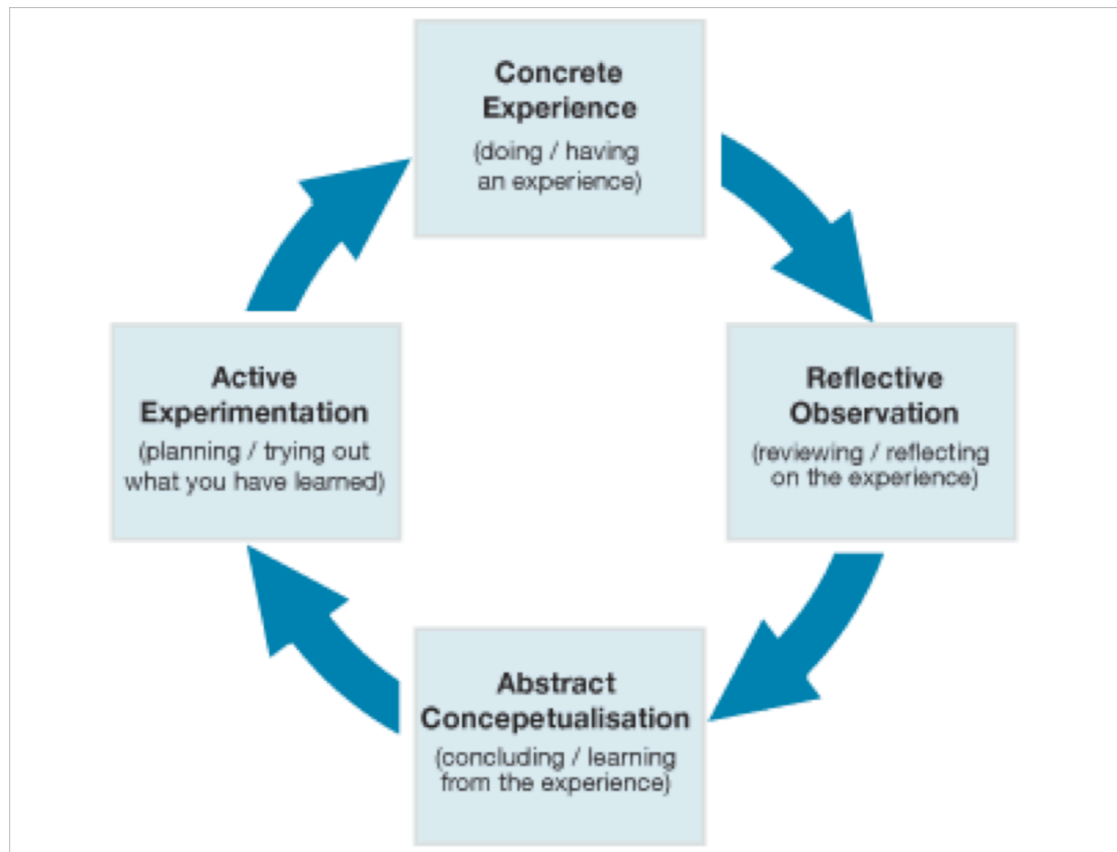 Concrete
Experience
(doing / having
an experience)
Reflective
Observation
(reviewing / reflecting
on the experience)
Abstract
Concepetualisation
(concluding / learning
from the experience)
Active
Experimentation
(planning / trying out
what you have learned)